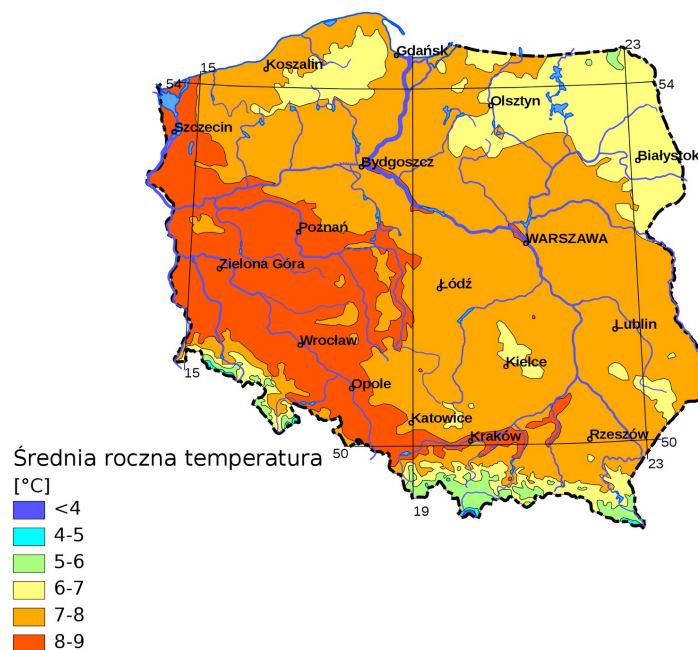 Gdańsk
23
Koszalin
15
54
54
Olsztyn
Szczecin
Białystok
Bydgoszcz
Poznań
WARSZAWA
Zielona Góra
Łódź
Lublin
Wrocław
Kielce
15
Opole
Katowice
Kraków
Rzeszów
50
50
23
19
Średnia roczna temperatura
[°C]
<4
4-5
5-6
6-7
7-8
8-9